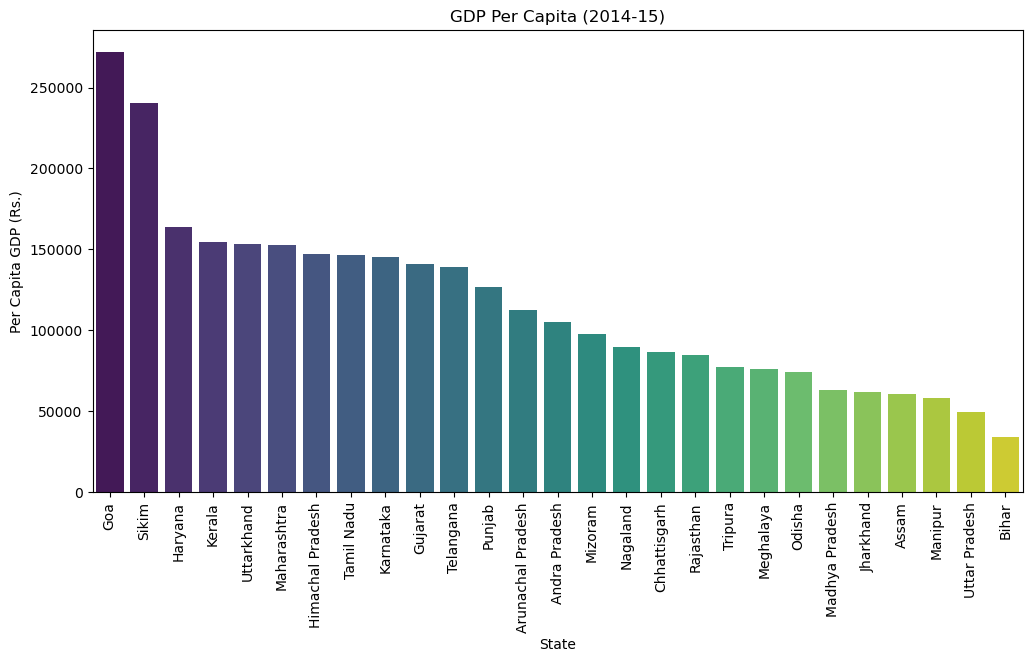 GDP Per Capita (2014-15)
Per Capita GDP (Rs.)
250000
200000
150000
100000
50000
0
Goa
Sikim
Haryana
Kerala
Uttarkhand
Maharashtra
Himachal Pradesh
Tamil Nadu
Karnataka
Gujarat
Telangana
Punjab
Arunachal Pradesh
Andra Pradesh
Mizoram
Nagaland
Chhattisgarh
Rajasthan
Tripura
Meghalaya
Odisha
Madhya Pradesh
Jharkhand
Assam
Manipur
Uttar Pradesh
Bihar
State